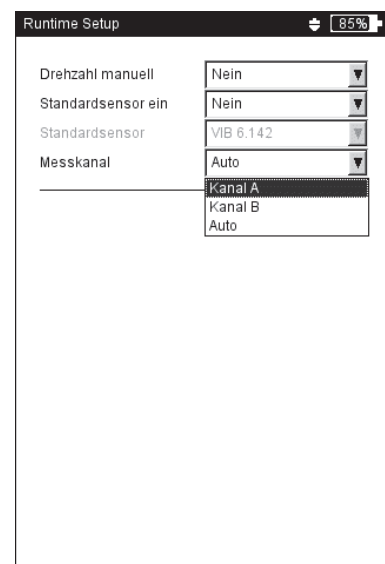 Runtime Setup 85%
Drehzahl manuell Nein
Standardsensor ein Nein
Standardsensor VIB 6.142
Messkanal Auto
Kanal A
Kanal B
Auto